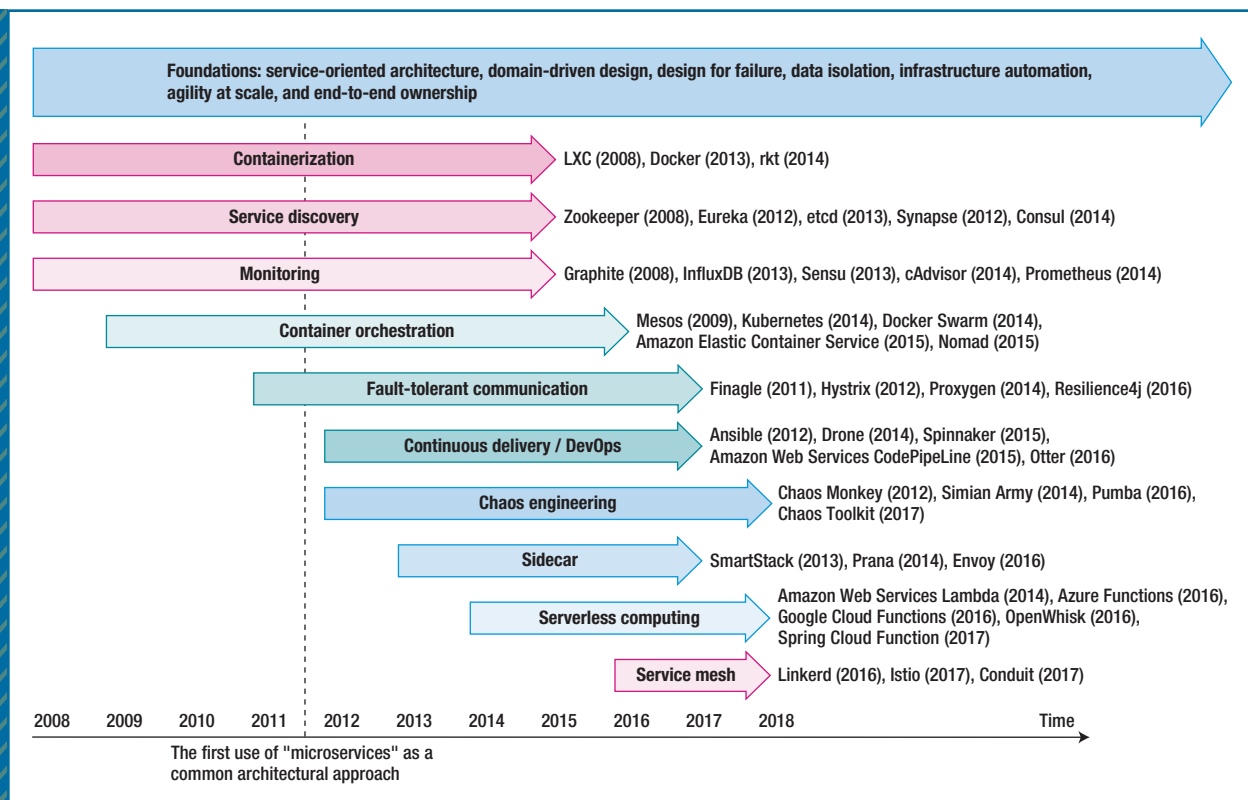 Foundations: service-oriented architecture, domain-driven design, design for failure, data isolation, infrastructure automation,
agility at scale, and end-to-end ownership
Containerization
LXC (2008), Docker (2013), rkt (2014)
Service discovery
Zookeeper (2008), Eureka (2012), etcd (2013), Synapse (2012), Consul (2014)
Monitoring
Graphite (2008), InfluxDB (2013), Sensu (2013), cAdvisor (2014), Prometheus (2014)
Container orchestration
Mesos (2009), Kubernetes (2014), Docker Swarm (2014),
Amazon Elastic Container Service (2015), Nomad (2015)
Fault-tolerant communication
Finagle (2011), Hystrix (2012), Proxygen (2014), Resilience4j (2016)
Continuous delivery / DevOps
Ansible (2012), Drone (2014), Spinnaker (2015),
Amazon Web Services CodePipeLine (2015), Otter (2016)
Chaos engineering
Chaos Monkey (2012), Simian Army (2014), Pumba (2016),
Chaos Toolkit (2017)
Sidecar
SmartStack (2013), Prana (2014), Envoy (2016)
Serverless computing
Amazon Web Services Lambda (2014), Azure Functions (2016),
Google Cloud Functions (2016), OpenWhisk (2016),
Spring Cloud Function (2017)
Service mesh
Linkerd (2016), Istio (2017), Conduit (2017)
2008 2009 2010 2011 2012 2013 2014 2015 2016 2017 2018 Time
The first use of "microservices" as a
common architectural approach